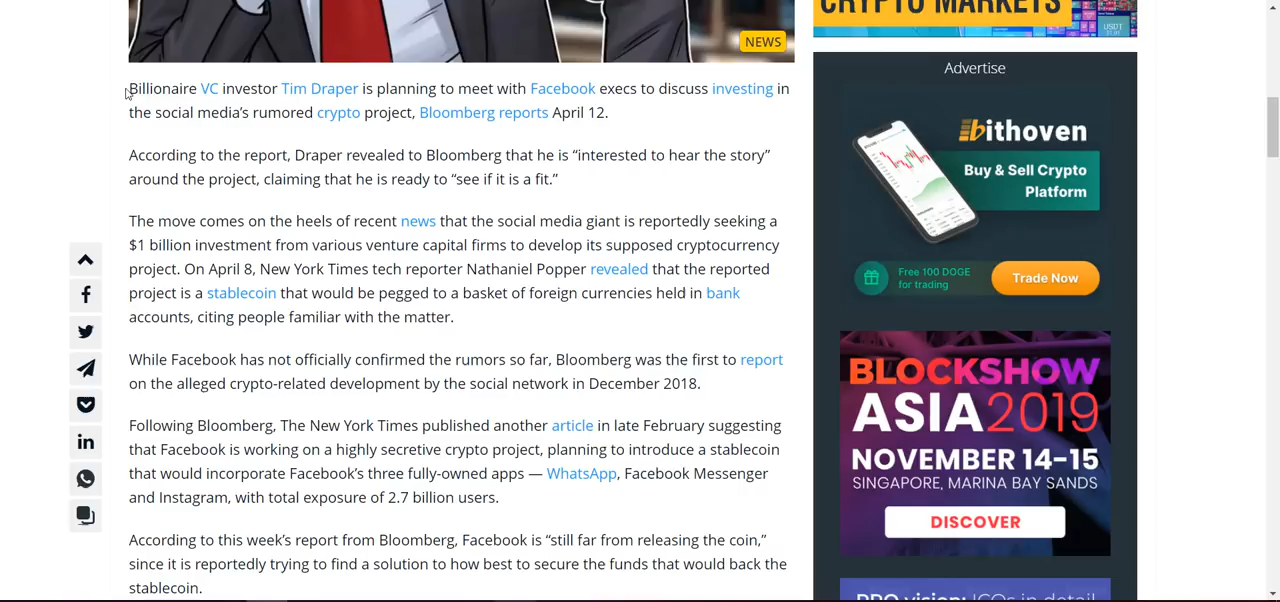 CRYPTO MARKETS
USDT
NEWS
Advertise
Billionaire VC investor Tim Draper is planning to meet with Facebook execs to discuss investing in
the social media’s rumored crypto project, Bloomberg reports April 12.
According to the report, Draper revealed to Bloomberg that he is “interested to hear the story”
around the project, claiming that he is ready to “see if it is a fit.”
The move comes on the heels of recent news that the social media giant is reportedly seeking a
$1 billion investment from various venture capital firms to develop its supposed cryptocurrency
project. On April 8, New York Times tech reporter Nathaniel Popper revealed that the reported
project is a stablecoin that would be pegged to a basket of foreign currencies held in bank
accounts, citing people familiar with the matter.
While Facebook has not officially confirmed the rumors so far, Bloomberg was the first to report
on the alleged crypto-related development by the social network in December 2018.
Following Bloomberg, The New York Times published another article in late February suggesting
that Facebook is working on a highly secretive crypto project, planning to introduce a stablecoin
that would incorporate Facebook’s three fully-owned apps — WhatsApp, Facebook Messenger
and Instagram, with total exposure of 2.7 billion users.
According to this week’s report from Bloomberg, Facebook is “still far from releasing the coin,”
since it is reportedly trying to find a solution to how best to secure the funds that would back the
stablecoin.
bithoven
Buy & Sell Crypto
Platform
Free 100 DOGE
for trading
Trade Now
BLOCKSHOW
ASIA 2019
NOVEMBER 14-15
SINGAPORE, MARINA BAY SANDS
DISCOVER
PRO vision: ICOs in detail